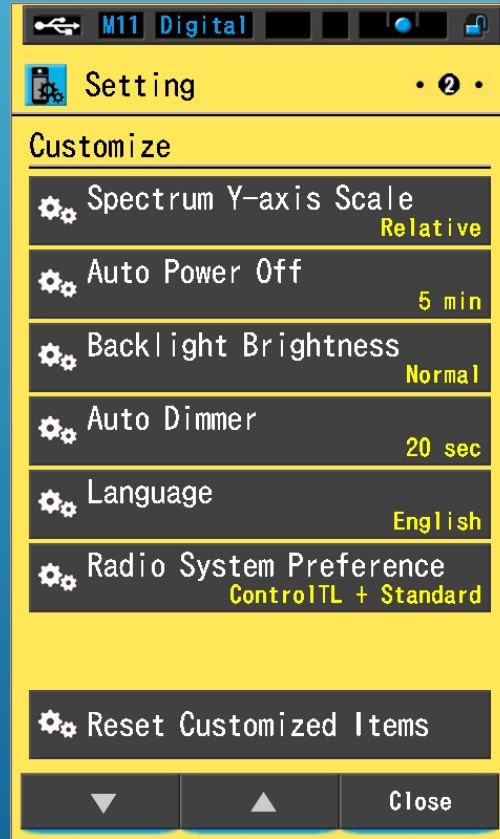 M11 Digital
Setting
2
Customize
Spectrum Y-axis Scale
Relative
Auto Power Off
5 min
Backlight Brightness
Normal
Auto Dimmer
20 sec
Language
English
Radio System Preference
ControlTL + Standard
Reset Customized Items
Close